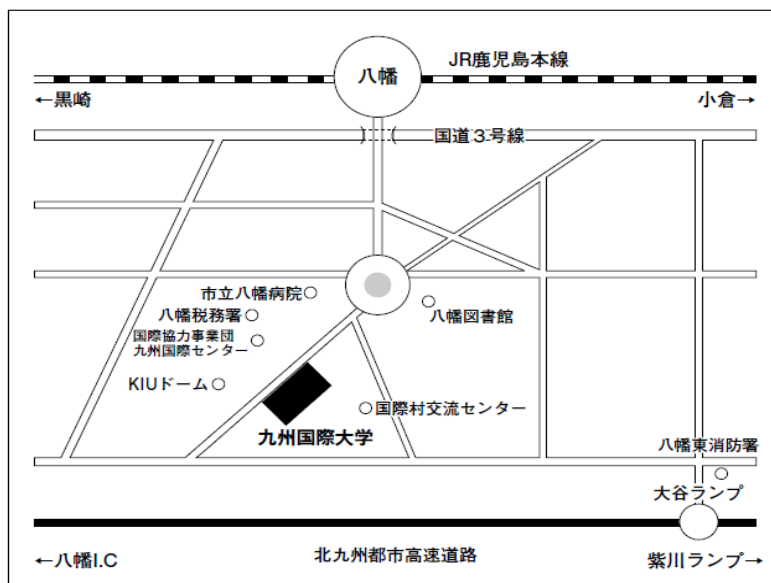 JR鹿児島本線
八幡
←黒崎
小倉→
国道3号線
市立八幡病院
八幡税務署
八幡図書館
国際協力事業団
九州国際センター
KIUドーム
国際村交流センター
九州国際大学
八幡東消防署
大谷ランプ
←八幡I.C
北九州都市高速道路
紫川ランプ→